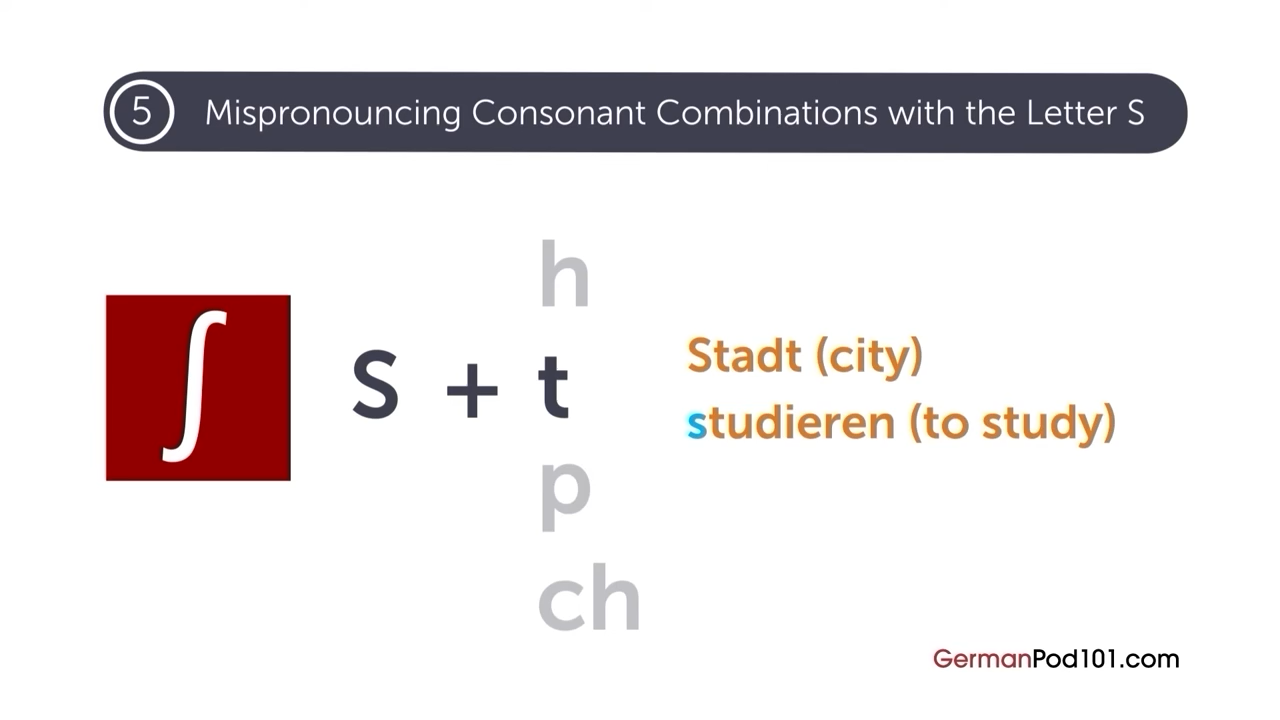 5 Mispronouncing Consonant Combinations with the Letter S
h
ʃ S + t
p
ch
Stadt (city)
studieren (to study)
GermanPod101.com